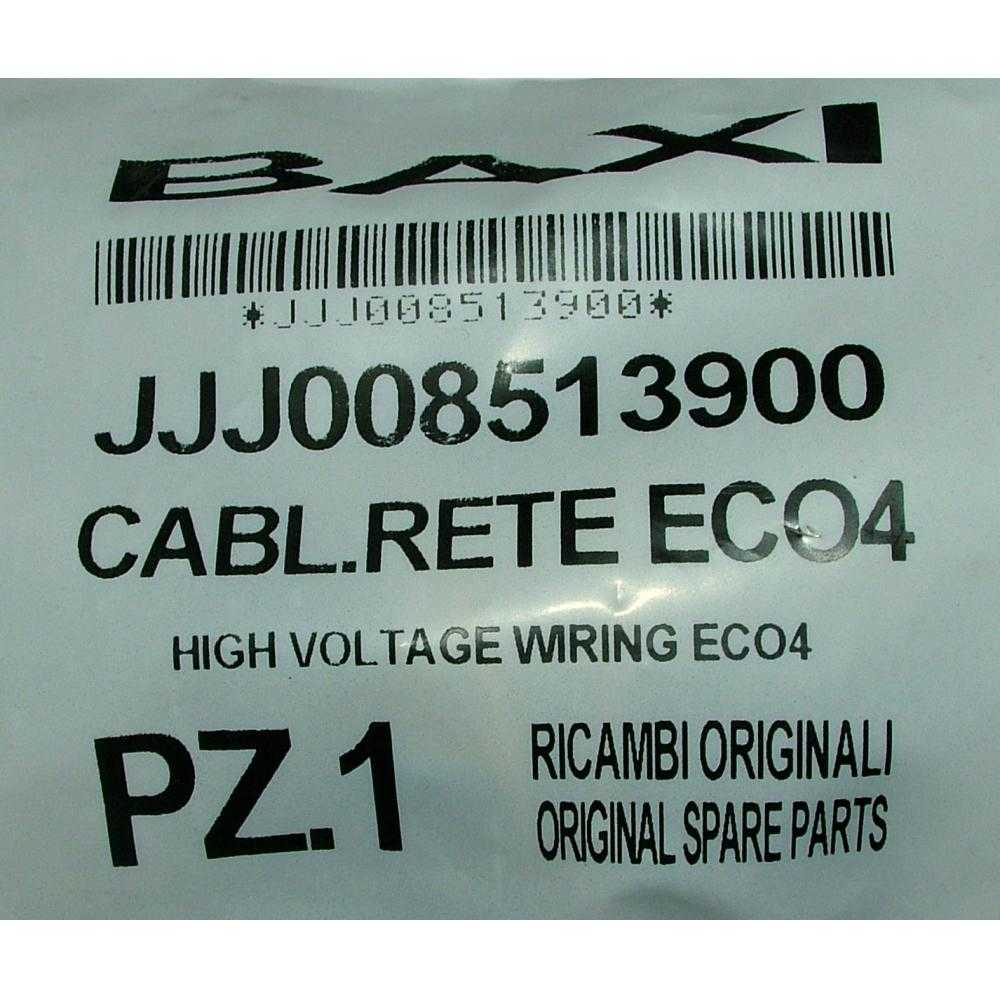 BAXI
*JJJ008513900*
JJJ008513900
CABL.RETE ECO4
HIGH VOLTAGE WIRING ECO4
PZ.1
RICAMBI ORIGINALI
ORIGINAL SPARE PARTS